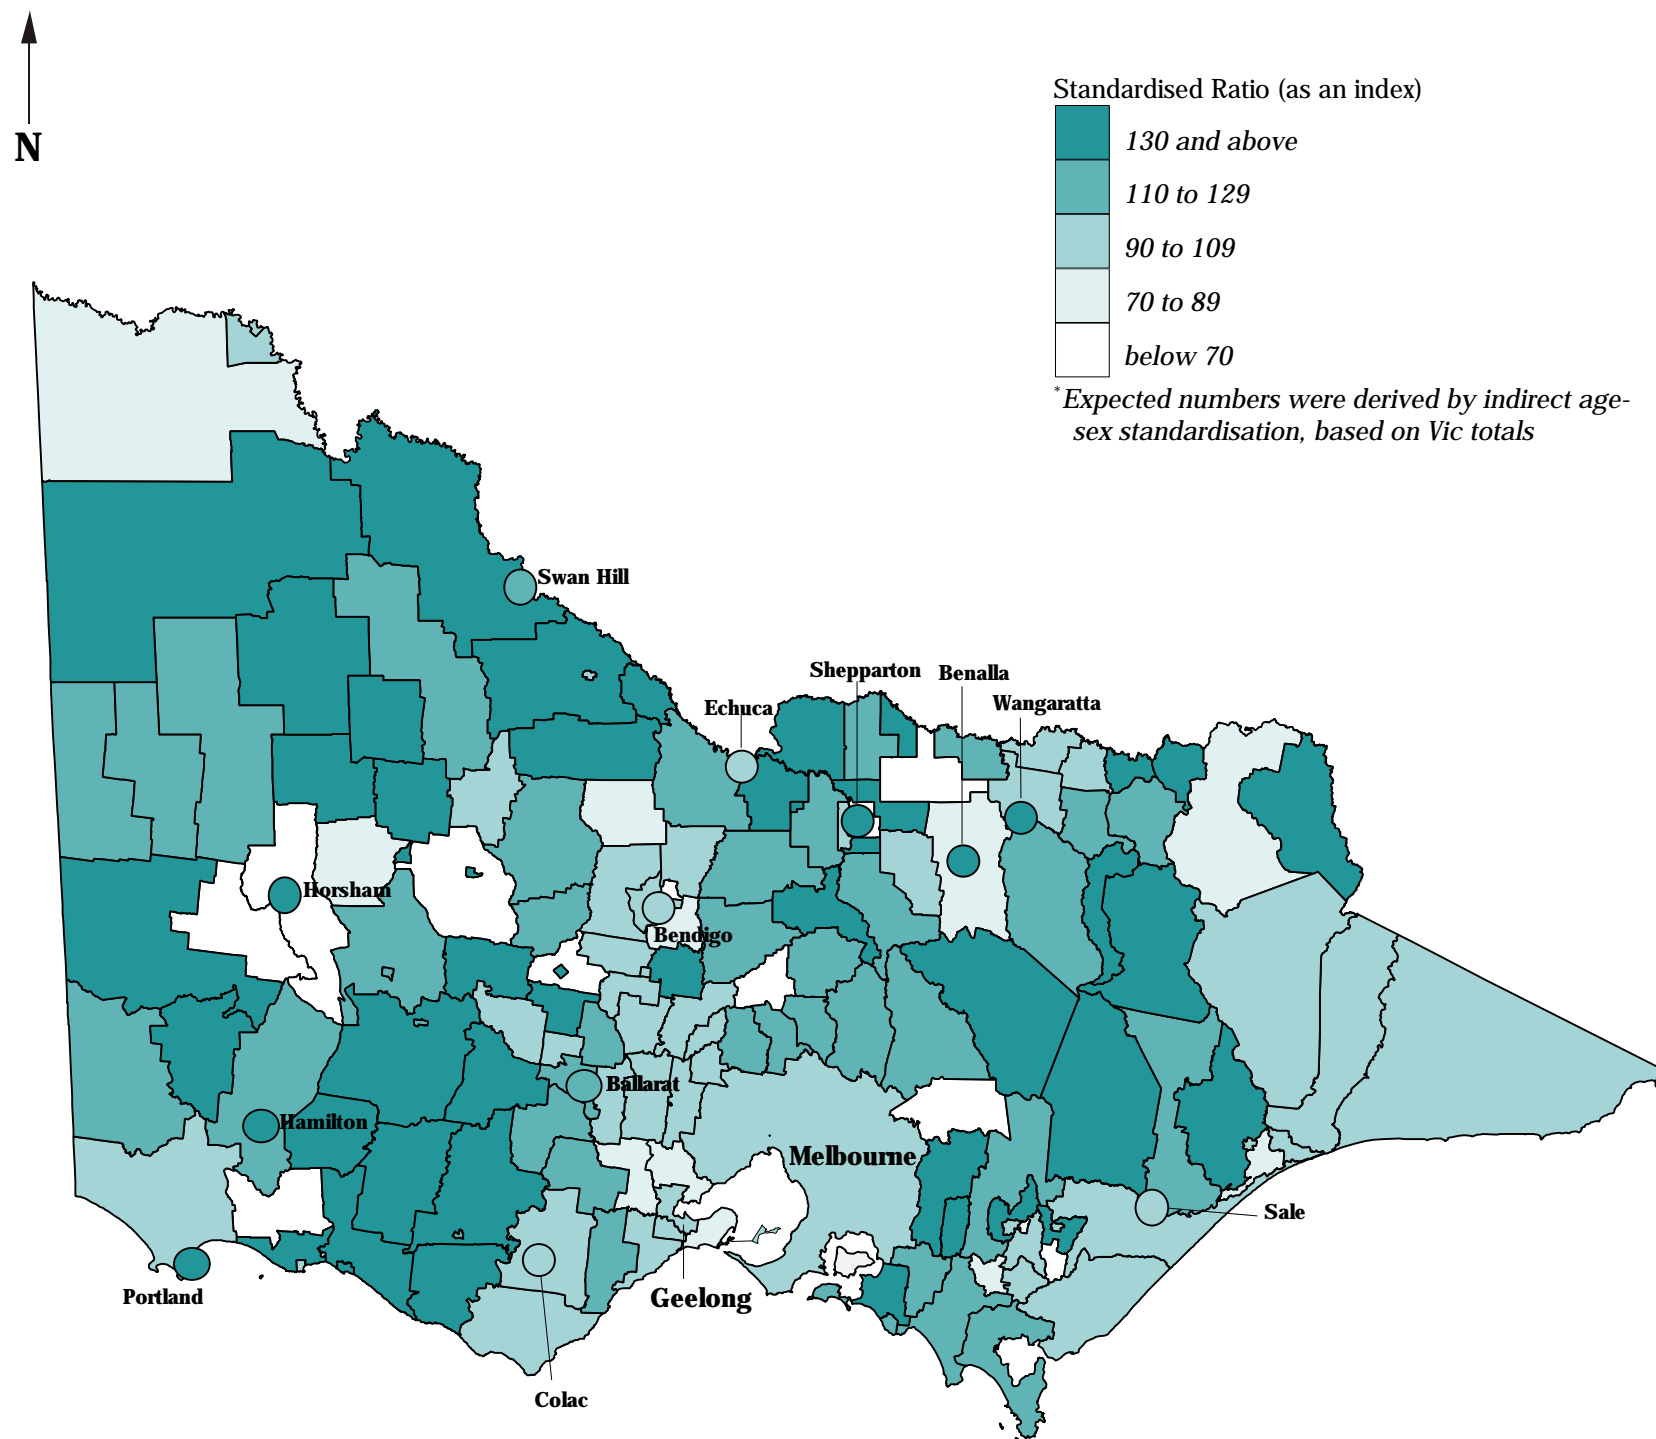 N
Standardised Ratio (as an index)
130 and above
110 to 129
90 to 109
70 to 89
below 70
*Expected numbers were derived by indirect age-
sex standardisation, based on Vic totals
Swan Hill
Shepparton
Benalla
Echuca
Wangaratta
Horsham
Bendigo
Ballarat
Hamilton
Melbourne
Sale
Portland
Geelong
Colac